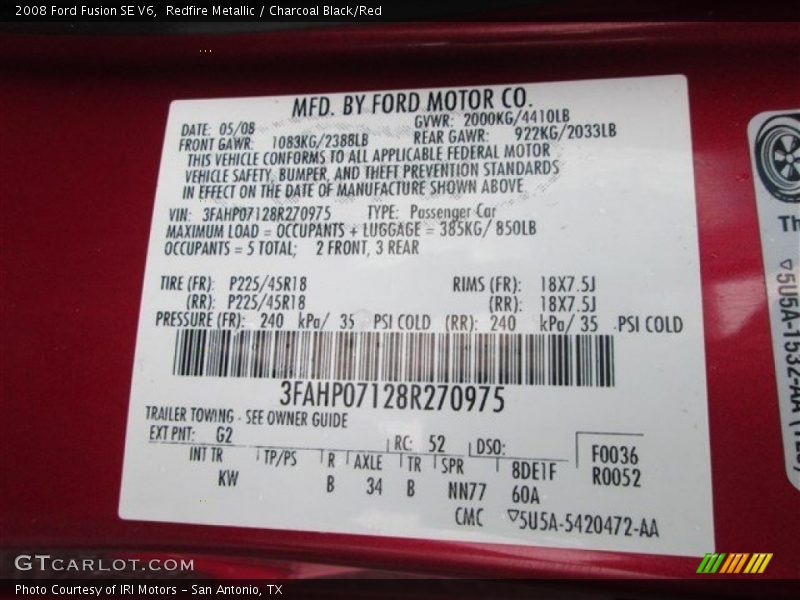 2008 Ford Fusion SE V6,  Redfire Metallic / Charcoal Black/Red
MFD. BY FORD MOTOR CO.
DATE: 05/08 GVWR: 2000KG/4410LB
FRONT GAWR: 1083KG/2388LB REAR GAWR: 922KG/2033LB
THIS VEHICLE CONFORMS TO ALL APPLICABLE FEDERAL MOTOR
VEHICLE SAFETY, BUMPER, AND THEFT PREVENTION STANDARDS
IN EFFECT ON THE DATE OF MANUFACTURE SHOWN ABOVE.
VIN: 3FAHP07128R270975 TYPE: Passenger Car
MAXIMUM LOAD = OCCUPANTS + LUGGAGE = 385KG/ 850LB
OCCUPANTS = 5 TOTAL; 2 FRONT, 3 REAR
TIRE (FR): P225/45R18 RIMS (FR): 18X7.5J
(RR): P225/45R18 (RR): 18X7.5J
PRESSURE (FR): 240 kPa/ 35 PSI COLD (RR): 240 kPa/ 35 PSI COLD
3FAHP07128R270975
TRAILER TOWING - SEE OWNER GUIDE
EXT PNT: G2 RC: 52 DSO: F0036
INT TR TP/PS R AXLE TR SPR 8DE1F R0052
KW B 34 B NN77 60A
CMC ▽5U5A-5420472-AA
Th
▽5U5A-1532-AA
GTCARLOT.COM
Photo Courtesy of IRI Motors – San Antonio, TX